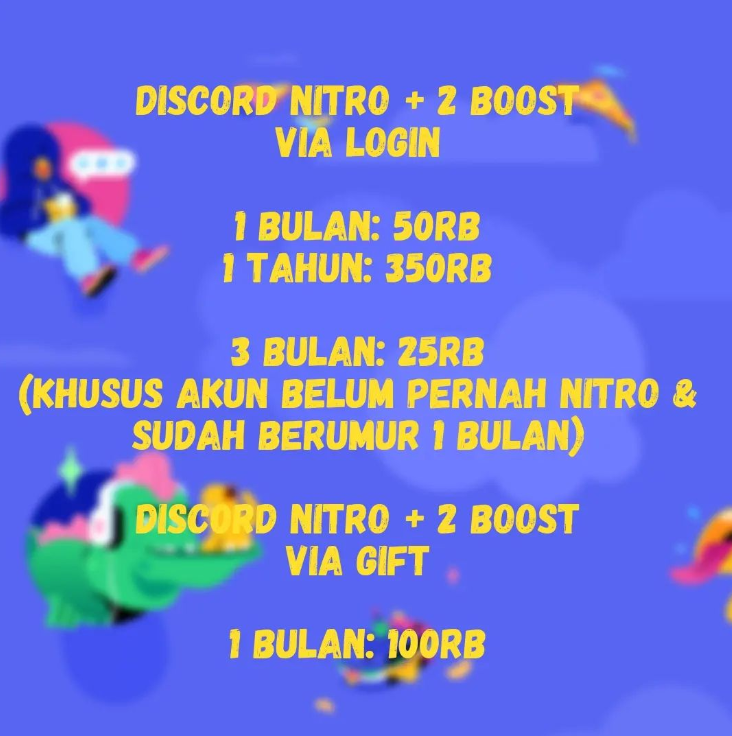 DISCORD NITRO + 2 BOOST
VIA LOGIN
1 BULAN: 50RB
1 TAHUN: 350RB
3 BULAN: 25RB
(KHUSUS AKUN BELUM PERNAH NITRO &
SUDAH BERUMUR 1 BULAN)
DISCORD NITRO + 2 BOOST
VIA GIFT
1 BULAN: 100RB